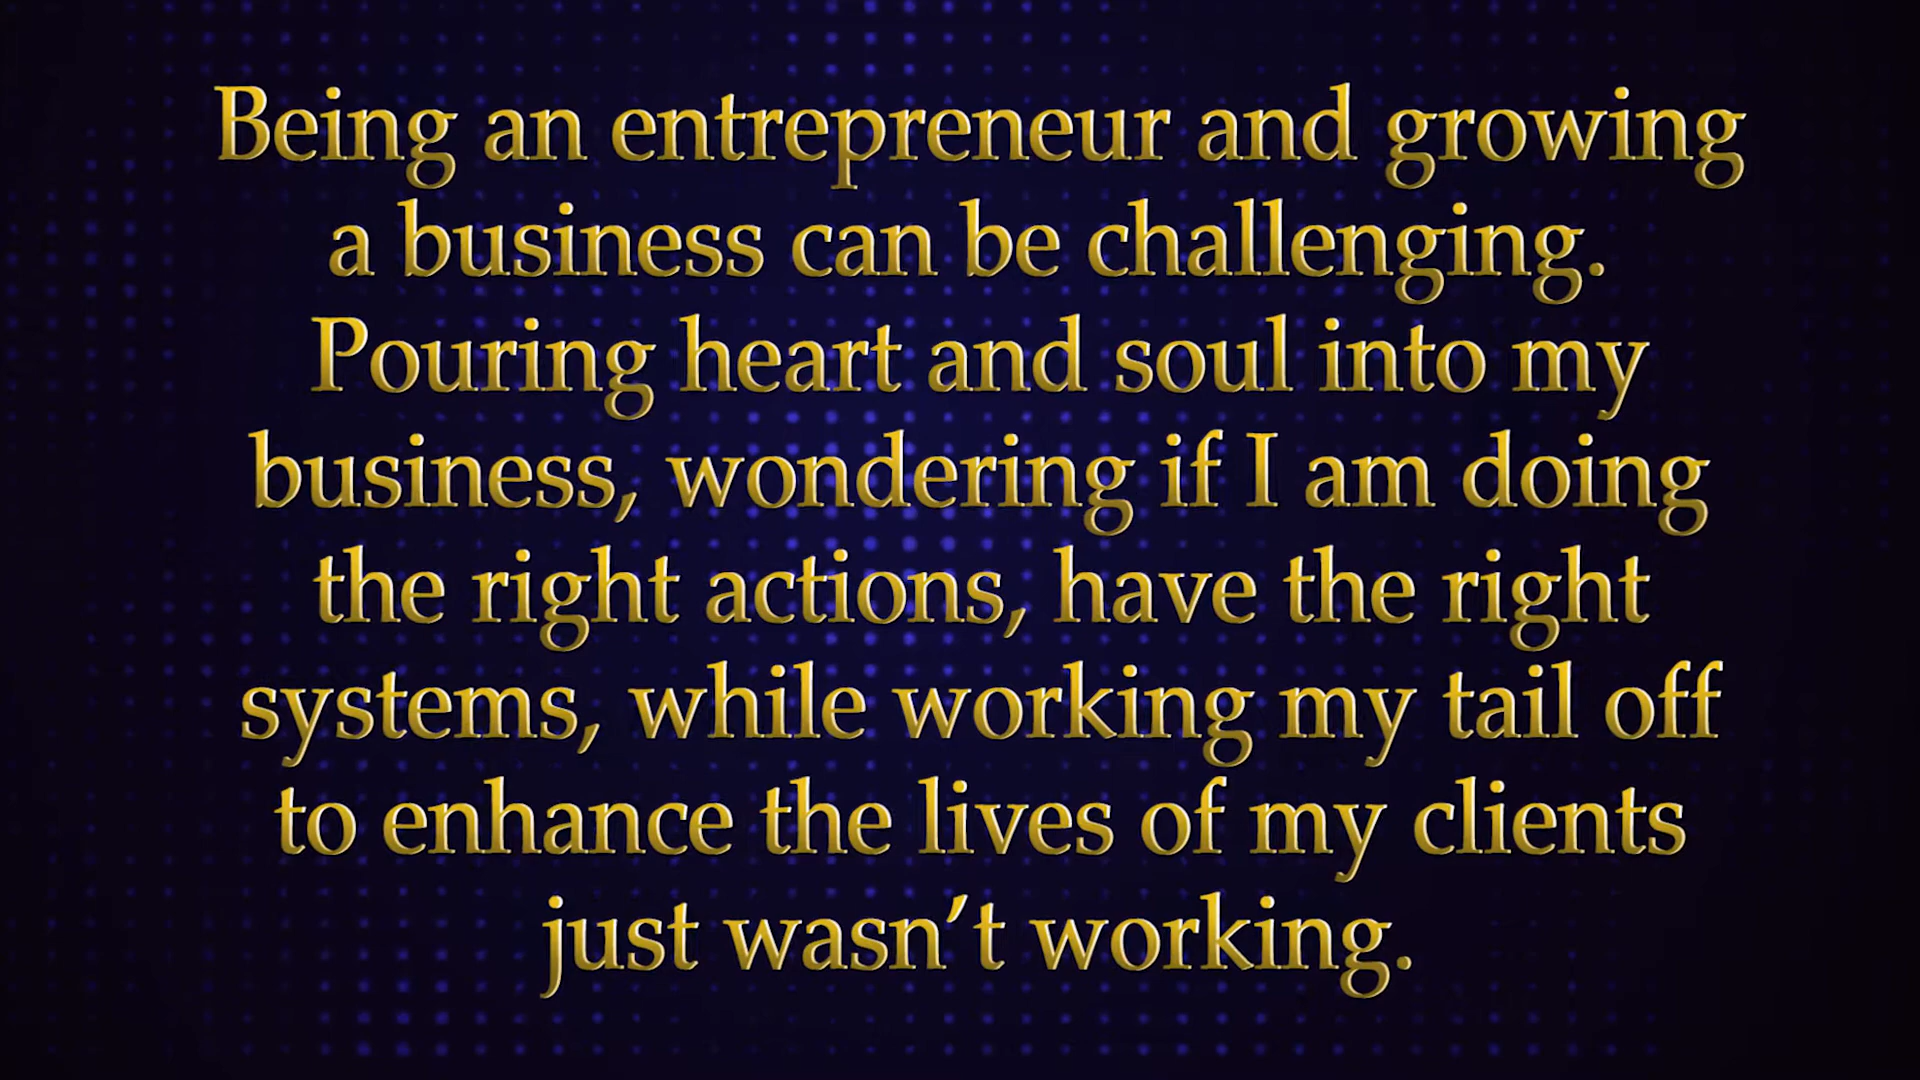 Being an entrepreneur and growing
a business can be challenging.
Pouring heart and soul into my
business, wondering if I am doing
the right actions, have the right
systems, while working my tail off
to enhance the lives of my clients
just wasn’t working.